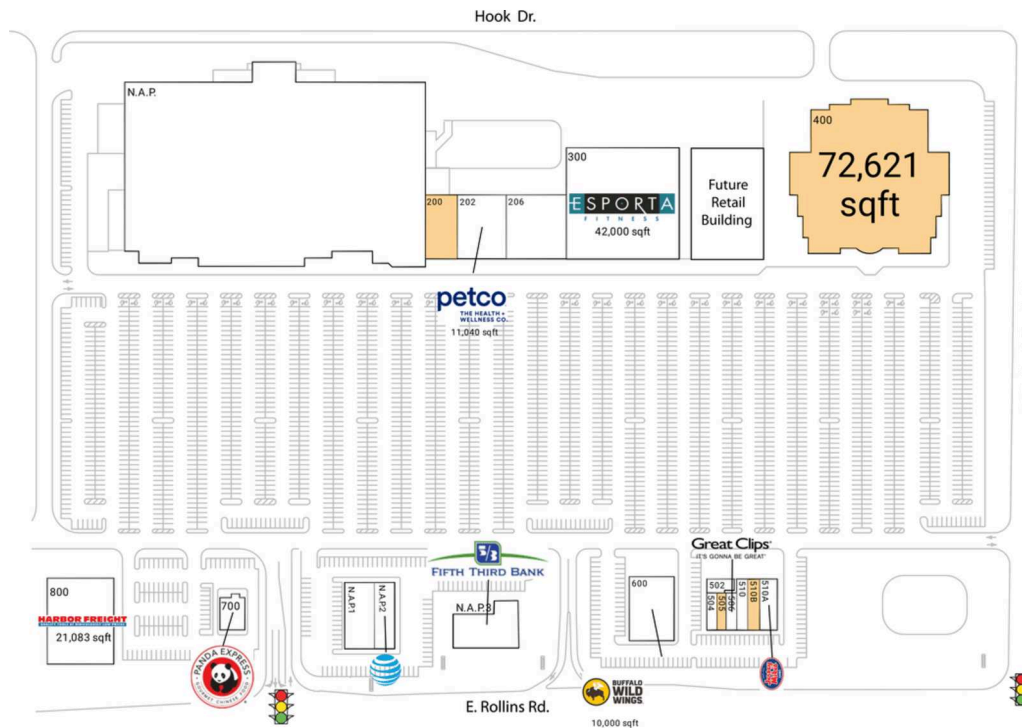 Hook Dr.
N.A.P.
400
72,621
sqft
300
ESPORTA
FITNESS
42,000 sqft
Future
Retail
Building
200
202
206
petco
THE HEALTH +
WELLNESS CO.
11,040 sqft
Great Clips
IT'S GONNA BE GREAT
5/3
FIFTH THIRD BANK
800
HARBOR FREIGHT
21,083 sqft
700
PANDA EXPRESS
GOURMET CHINESE FOOD
N.A.P.1
N.A.P.2
N.A.P.3
600
502
504
505
506
510
510B
510A
BUFFALO
WILD
WINGS
10,000 sqft
E. Rollins Rd.